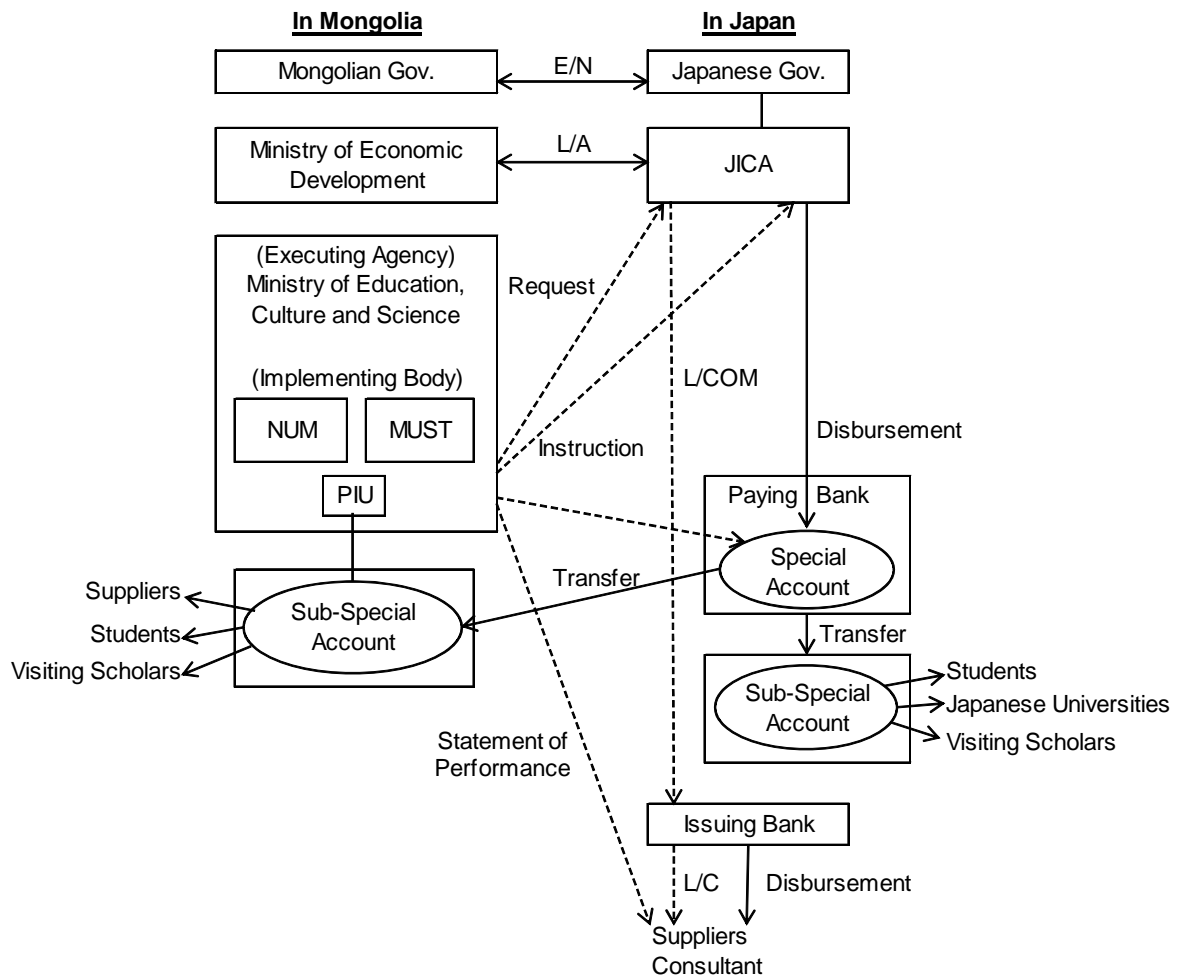 In Mongolia
In Japan
Mongolian Gov.
E/N
Japanese Gov.
Ministry of Economic
Development
L/A
JICA
(Executing Agency)
Ministry of Education,
Culture and Science
Request
(Implementing Body)
L/COM
NUM
MUST
Instruction
Disbursement
PIU
Paying Bank
Special
Account
Transfer
Suppliers
Students
Visiting Scholars
Sub-Special
Account
Transfer
Sub-Special
Account
Students
Japanese Universities
Visiting Scholars
Statement of
Performance
Issuing Bank
L/C
Disbursement
Suppliers
Consultant